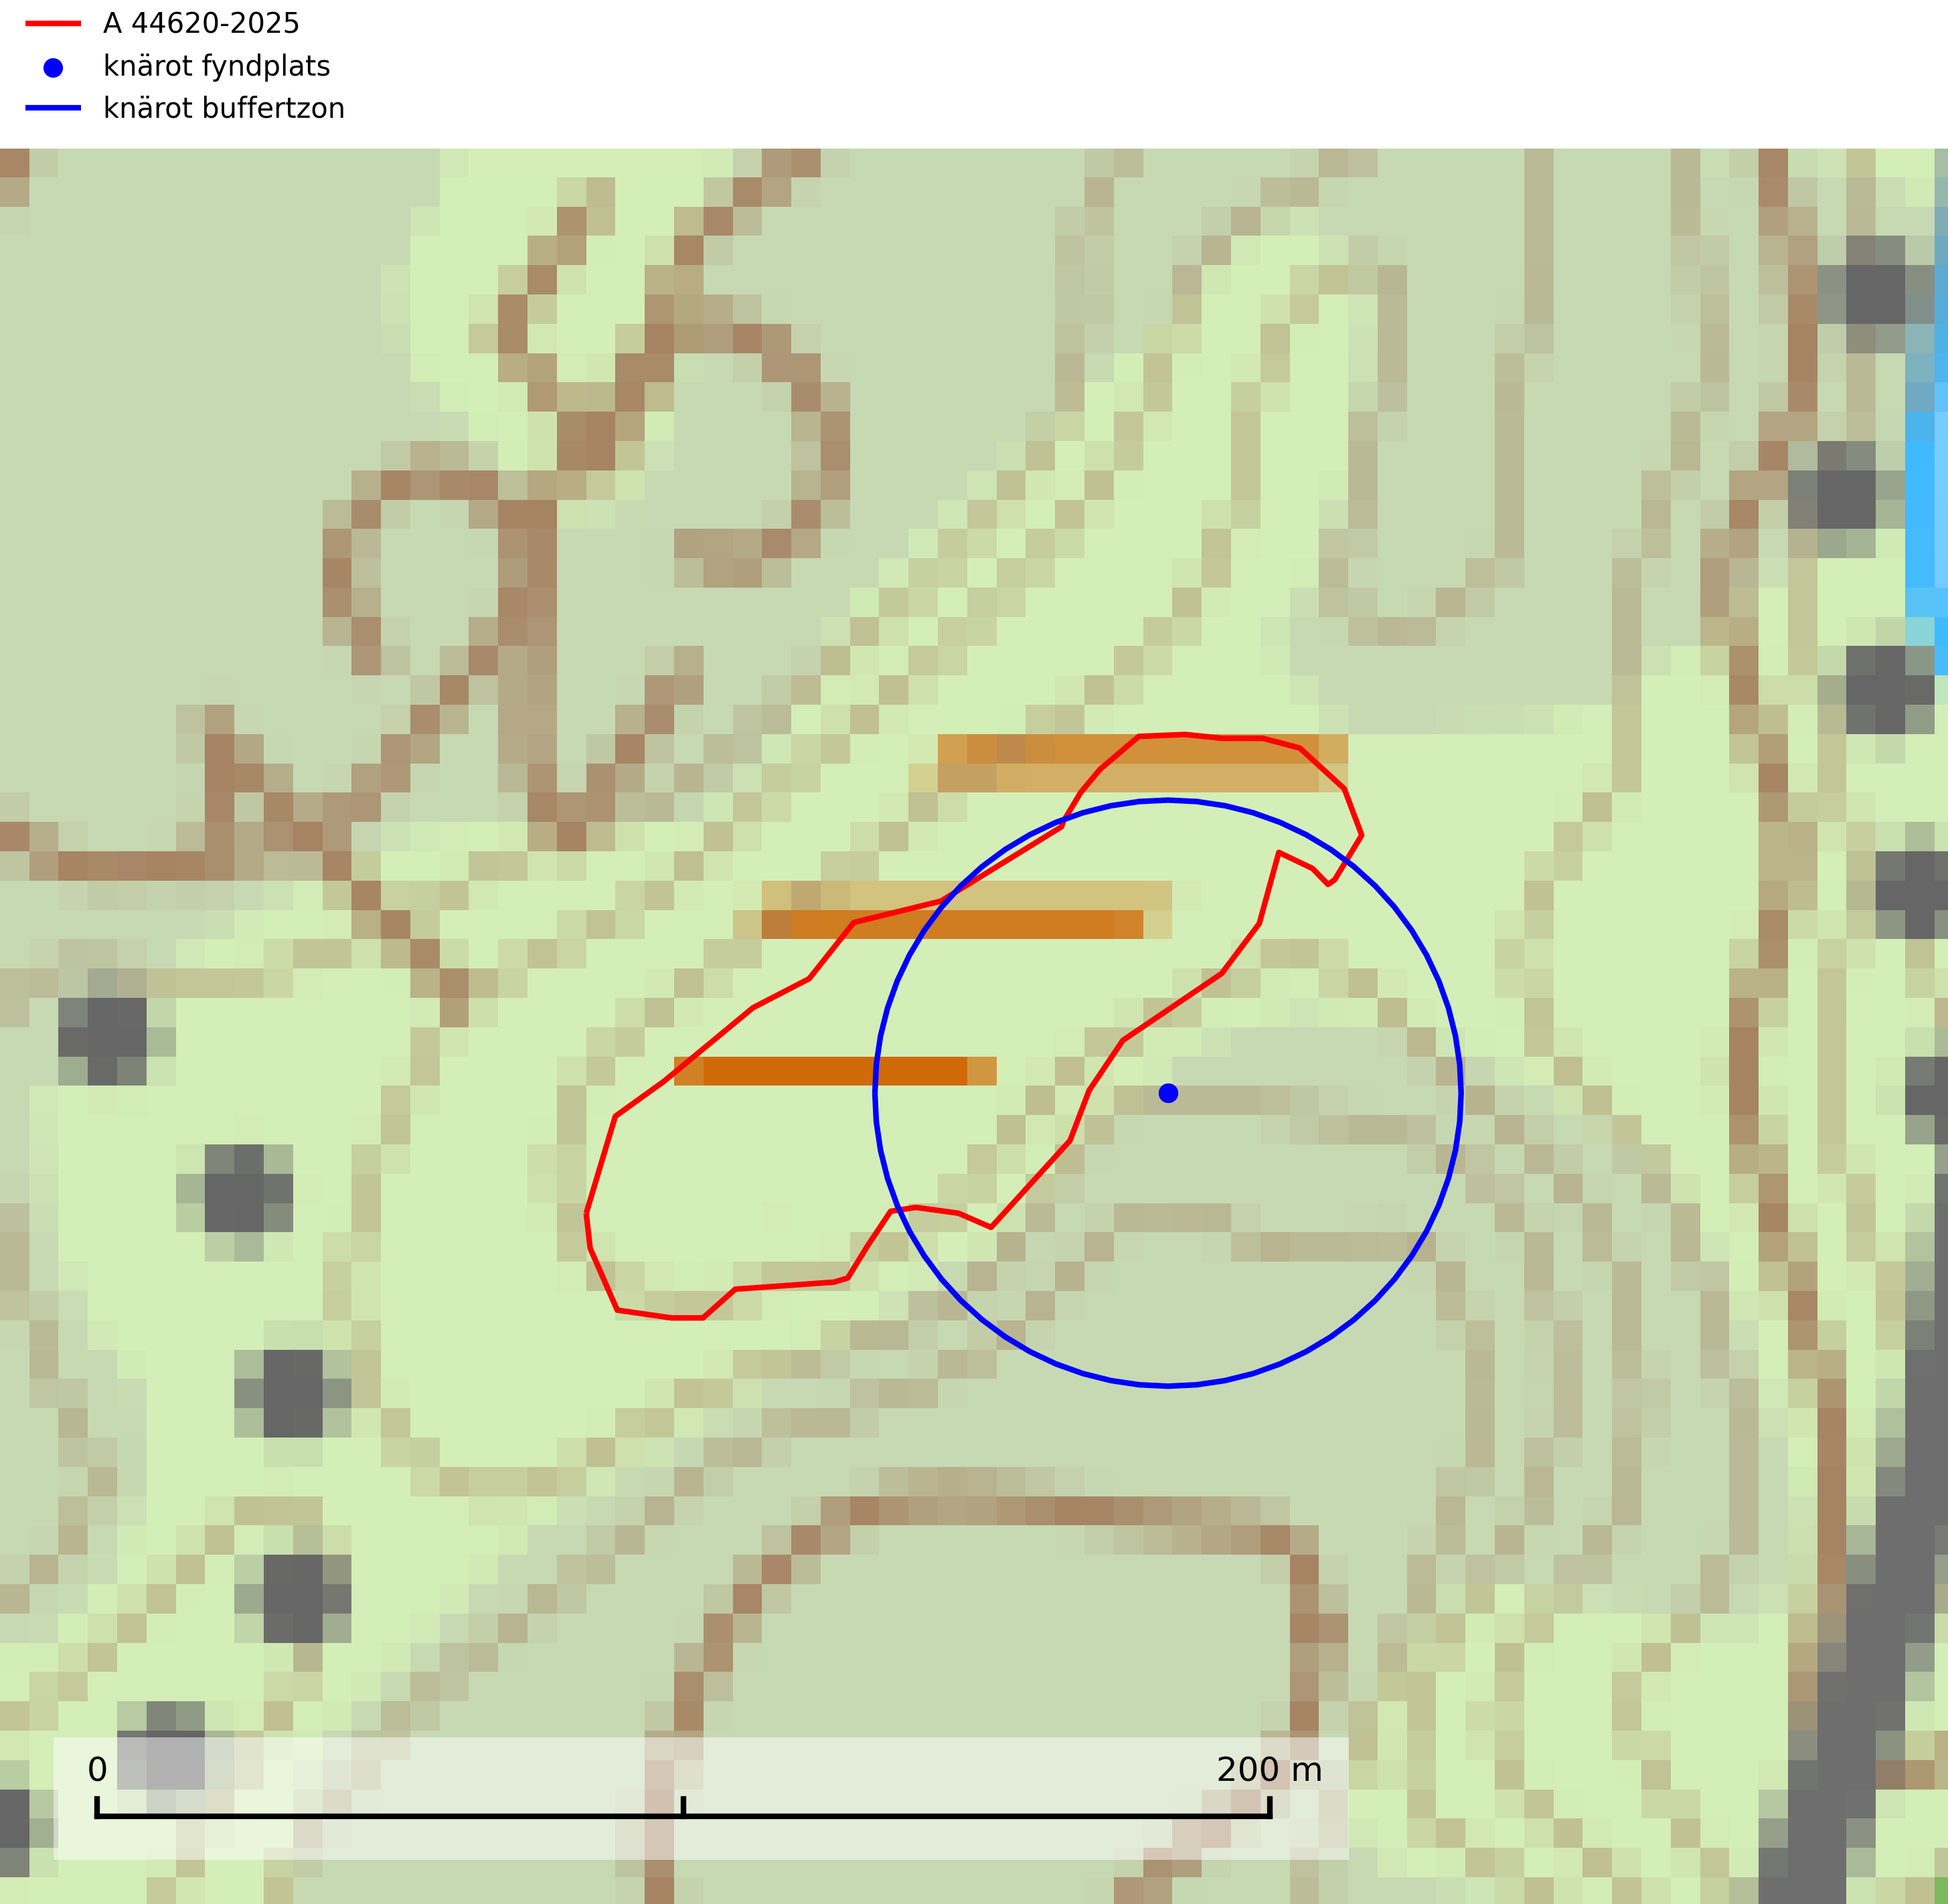 A 44620-2025
knärot fyndplats
knärot buffertzon
0 200 m